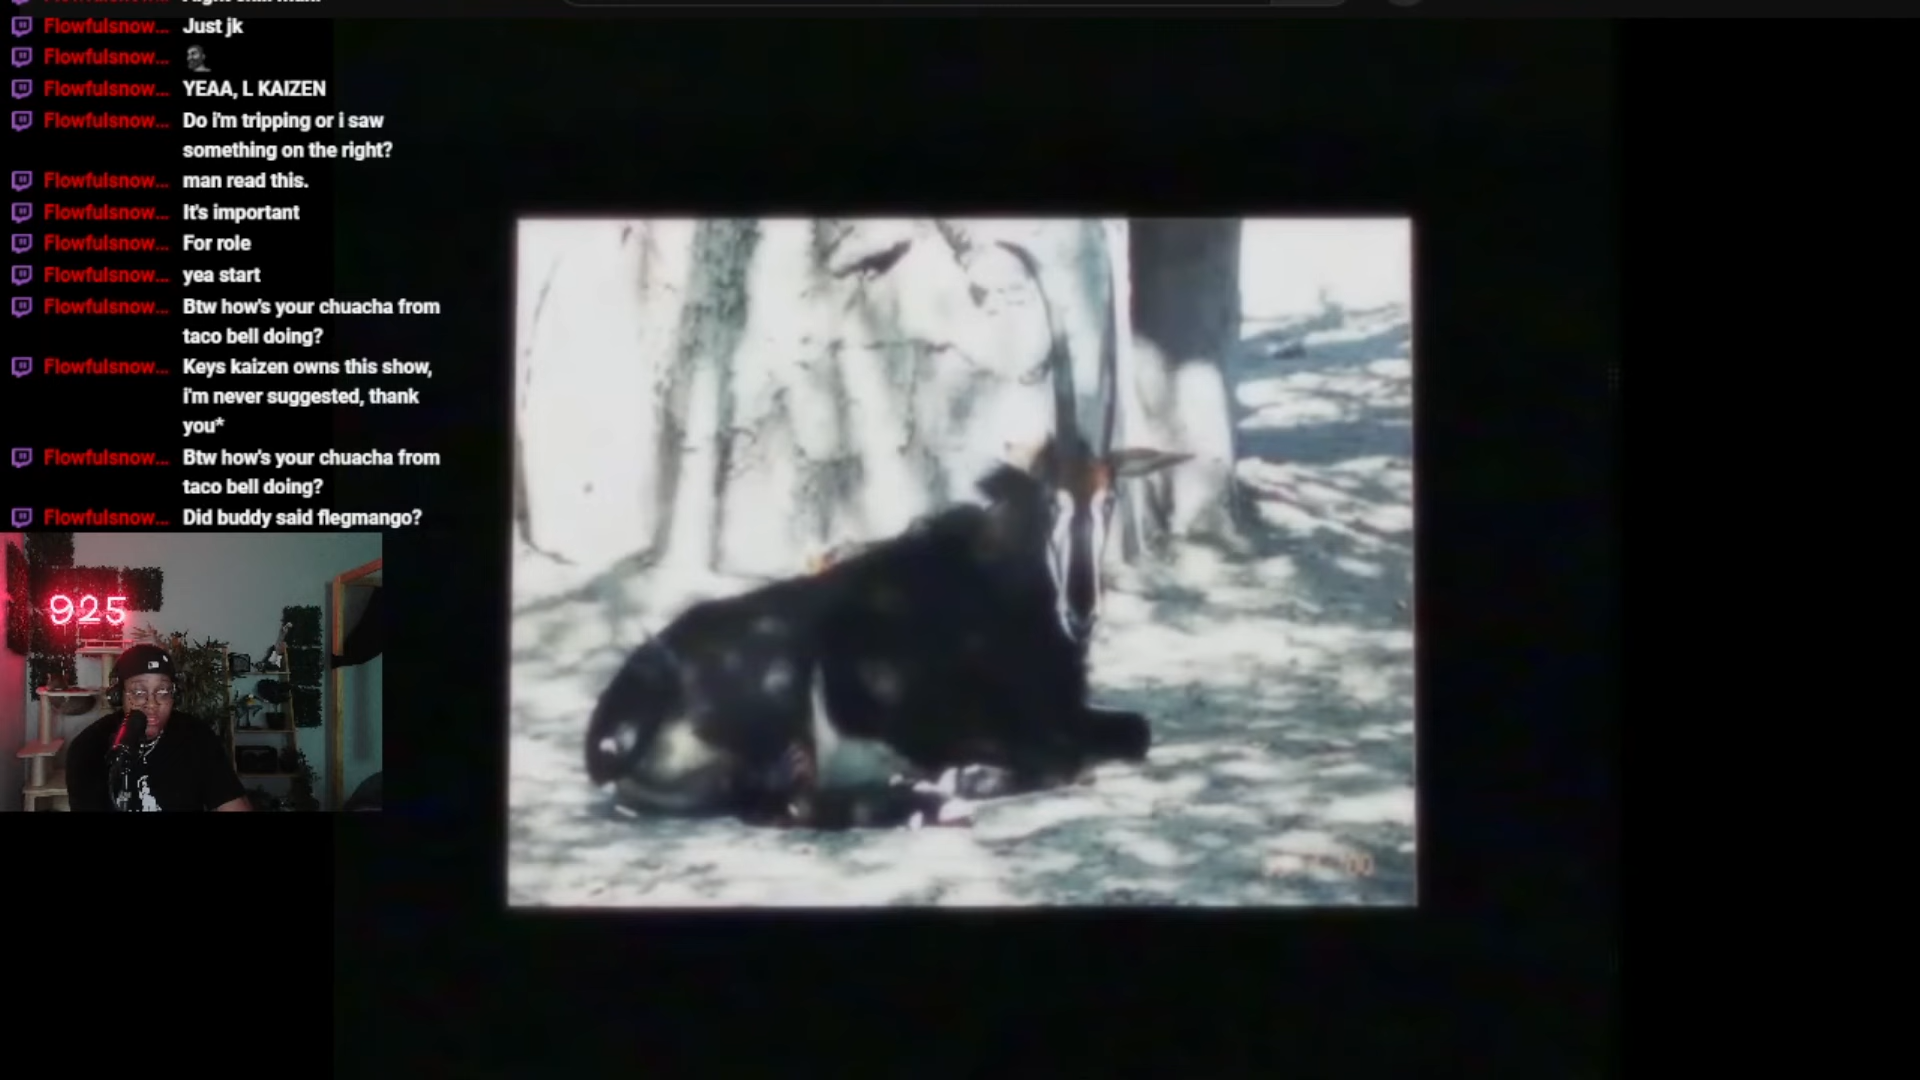 Flowfulsnow... Just jk
Flowfulsnow...
Flowfulsnow... YEAA, L KAIZEN
Flowfulsnow... Do i'm tripping or i saw
something on the right?
Flowfulsnow... man read this.
Flowfulsnow... It's important
Flowfulsnow... For role
Flowfulsnow... yea start
Flowfulsnow... Btw how's your chuacha from
taco bell doing?
Flowfulsnow... Keys kaizen owns this show,
i'm never suggested, thank
you*
Flowfulsnow... Btw how's your chuacha from
taco bell doing?
Flowfulsnow... Did buddy said flegmango?
925